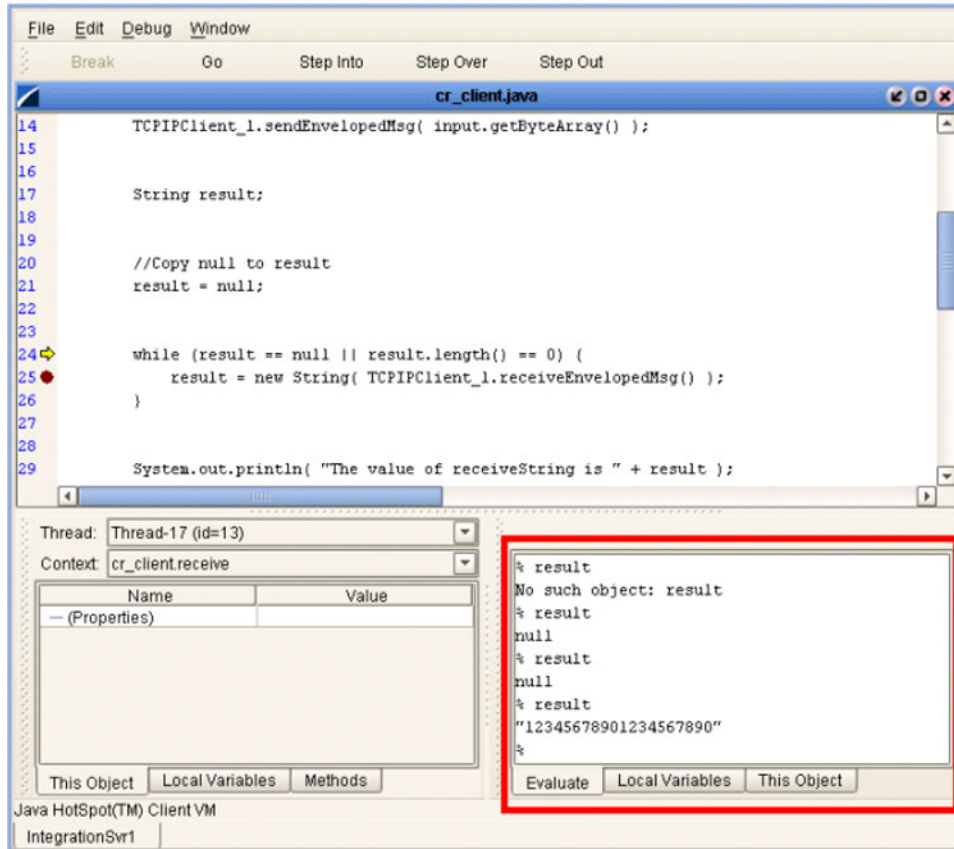 File Edit Debug Window
Break Go Step Into Step Over Step Out
cr_client.java
14 TCPIPClient_1.sendEnvelopedMsg( input.getByteArray() );
15
16
17 String result;
18
19
20 //Copy null to result
21 result = null;
22
23
24 while (result == null || result.length() == 0) {
25 result = new String( TCPIPClient_1.receiveEnvelopedMsg() );
26 }
27
28
29 System.out.println( "The value of receiveString is " + result );
Thread: Thread-17 (id=13)
Context: cr_client.receive
Name Value
(Properties)
This Object Local Variables Methods
% result
No such object: result
% result
null
% result
null
% result
"12345678901234567890"
%
Evaluate Local Variables This Object
Java HotSpot(TM) Client VM
IntegrationSvr1